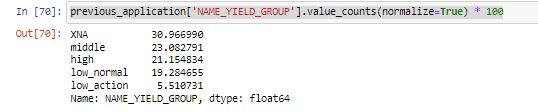 In [70]: previous_application['NAME_YIELD_GROUP'].value_counts(normalize=True) * 100
Out[70]: XNA 30.966990
middle 23.082791
high 21.154834
low_normal 19.284655
low_action 5.510731
Name: NAME_YIELD_GROUP, dtype: float64